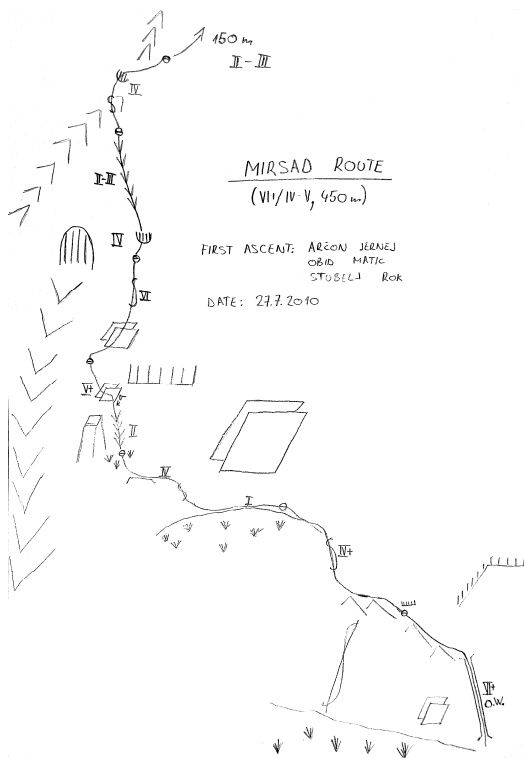 150 m
II - III
IV
MIRSAD ROUTE
(VI+/IV-V, 450 m)
II-III
IV
FIRST ASCENT: ARČON JERNEJ
OBID MATIC
STUBELJ ROK
VI
DATE: 27.7.2010
V+
II
IV
I
IV+
VI+
O.W.